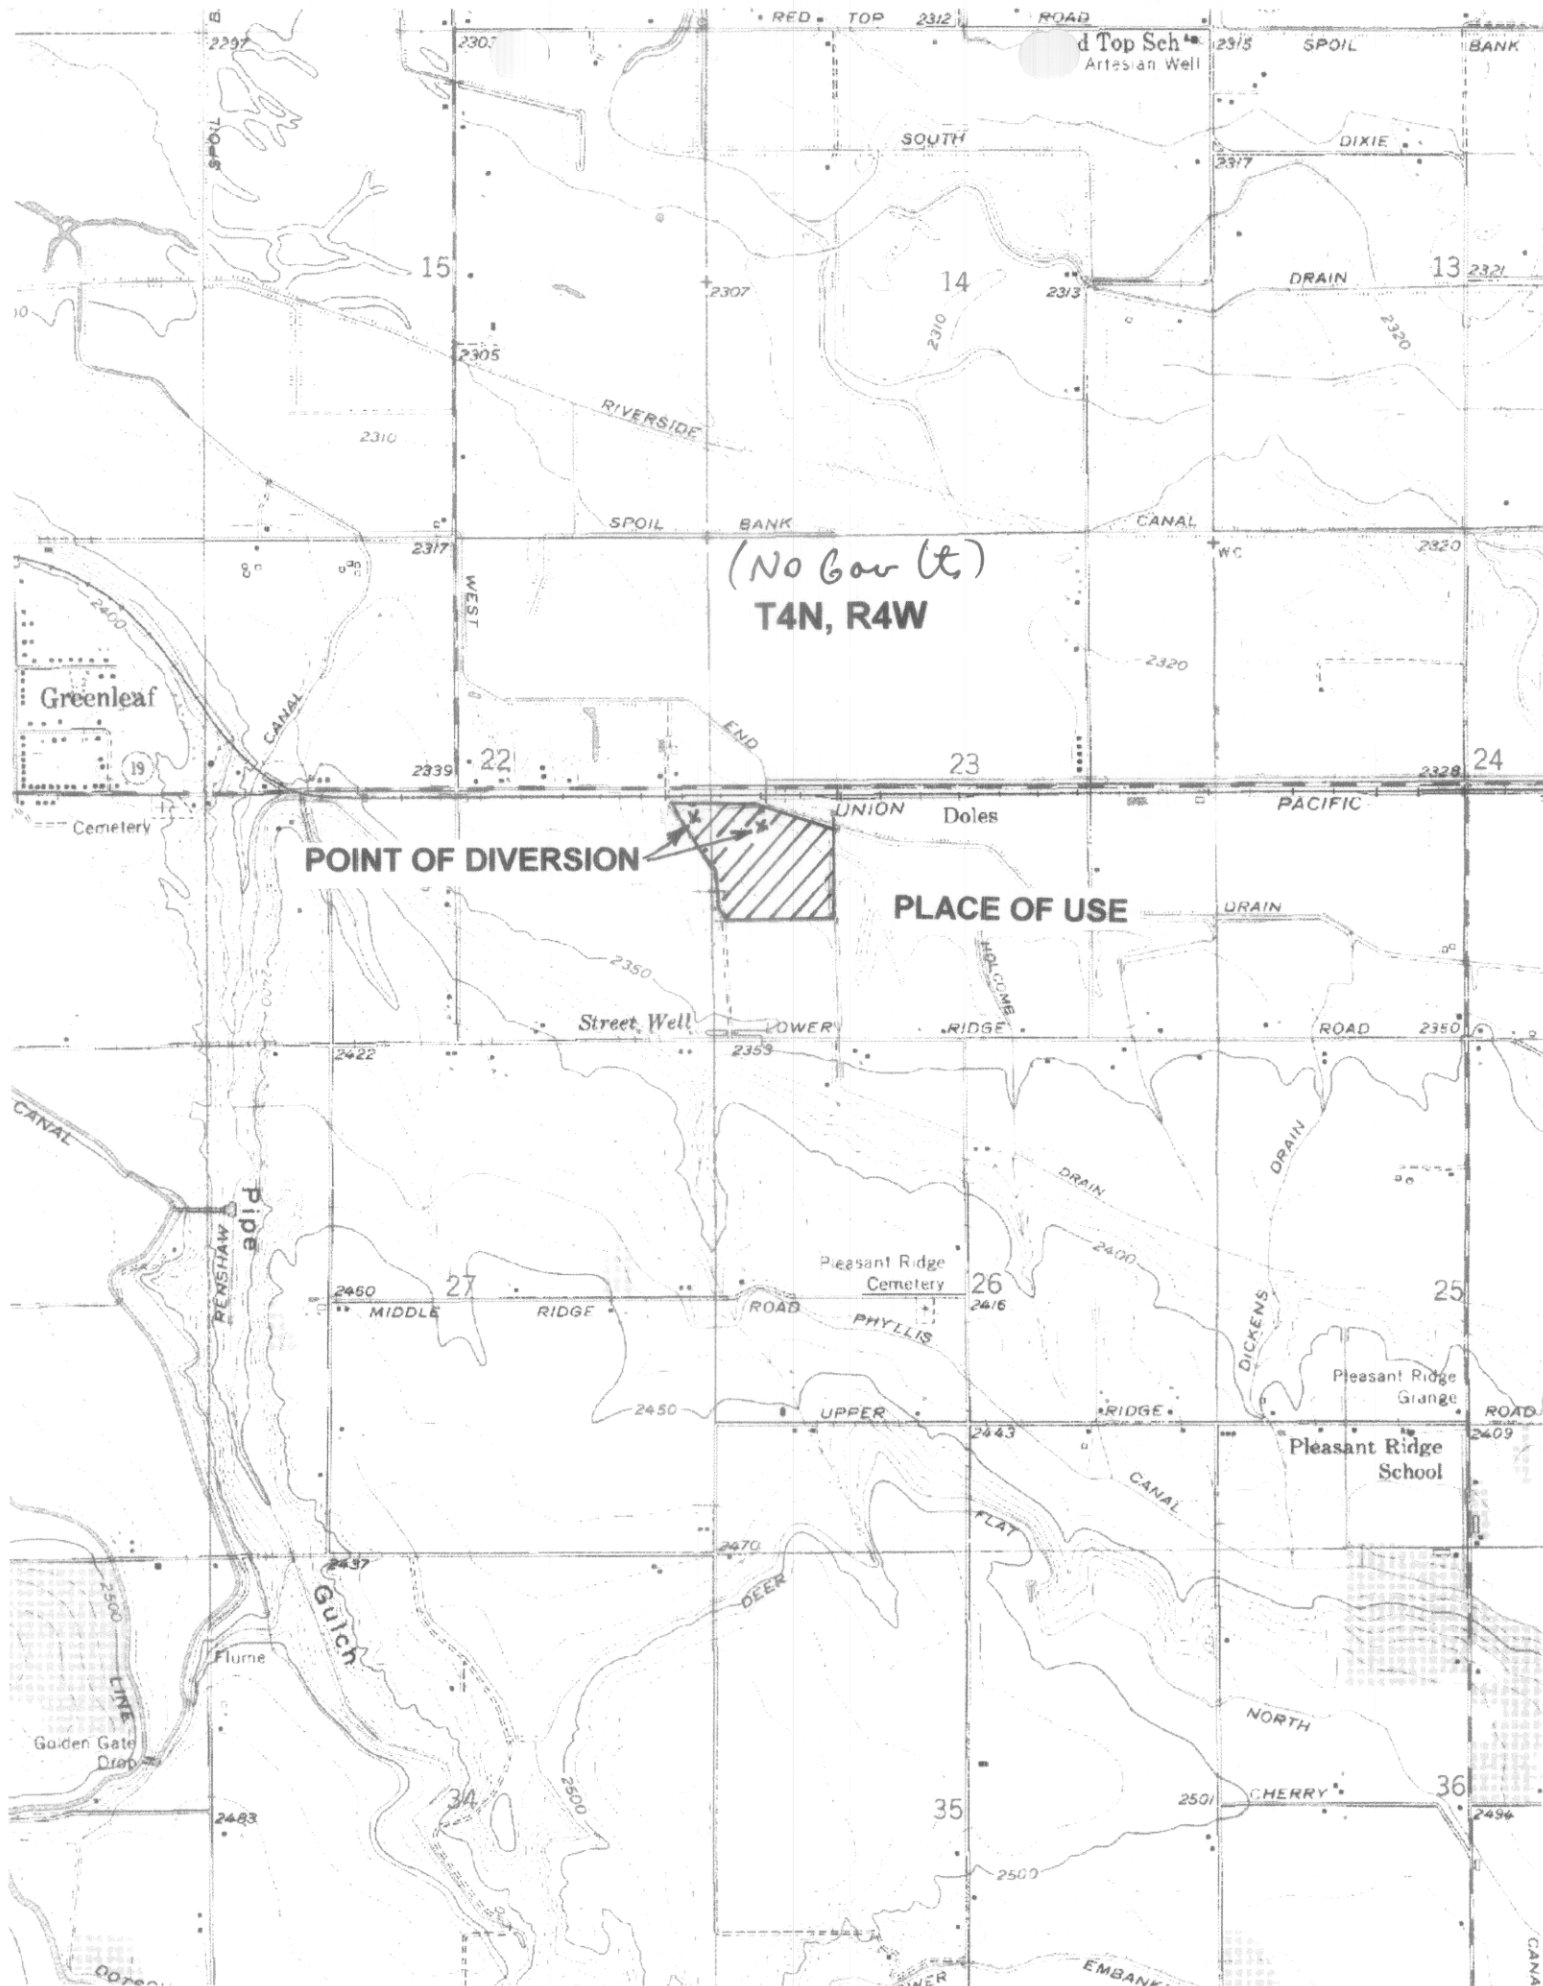 RED TOP 2312 ROAD
2297
2303
d Top Sch
Artesian Well
2315 SPOIL BANK
SPOIL B
SOUTH
DIXIE
2317
15
14
13
2321
2307
2313
DRAIN
2310
2320
2305
RIVERSIDE
2310
SPOIL BANK
CANAL
2317
2320
WC
(No Gov Lts)
T4N, R4W
WEST
2400
2320
Greenleaf
CANAL
END
19
2339
22
23
2328
24
UNION
PACIFIC
Cemetery
Doles
POINT OF DIVERSION
PLACE OF USE
DRAIN
2350
2400
HOLCOMB
Street Well
LOWER RIDGE ROAD
2350
2422
2359
CANAL
DRAIN
DRAIN
Pipe
RENSHAW
2400
Pleasant Ridge
Cemetery
2460
27
26
25
MIDDLE RIDGE ROAD
2416
PHYLLIS
DICKENS
Pleasant Ridge
Grange
2450
UPPER RIDGE ROAD
2443
2409
Pleasant Ridge
School
CANAL
FLAT
2470
2437
DEER
2500
Gulch
Flume
LINE
NORTH
Golden Gate
Drop
2500
34
35
2501
CHERRY
36
2483
2494
2500
EMBANK
CANA